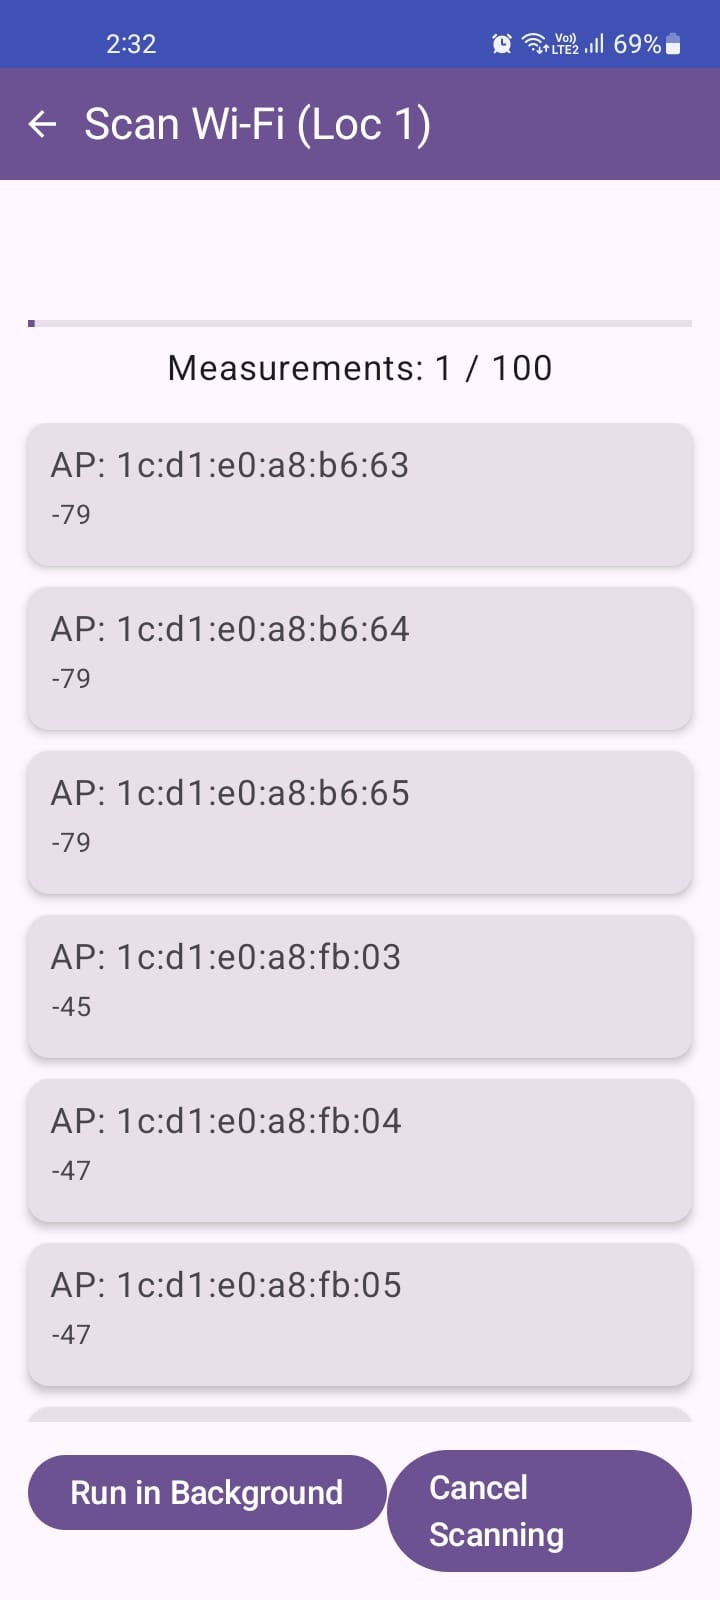 2:32
Vo))
LTE2
69%
Scan Wi-Fi (Loc 1)
Measurements: 1 / 100
AP: 1c:d1:e0:a8:b6:63
-79
AP: 1c:d1:e0:a8:b6:64
-79
AP: 1c:d1:e0:a8:b6:65
-79
AP: 1c:d1:e0:a8:fb:03
-45
AP: 1c:d1:e0:a8:fb:04
-47
AP: 1c:d1:e0:a8:fb:05
-47
Run in Background
Cancel
Scanning